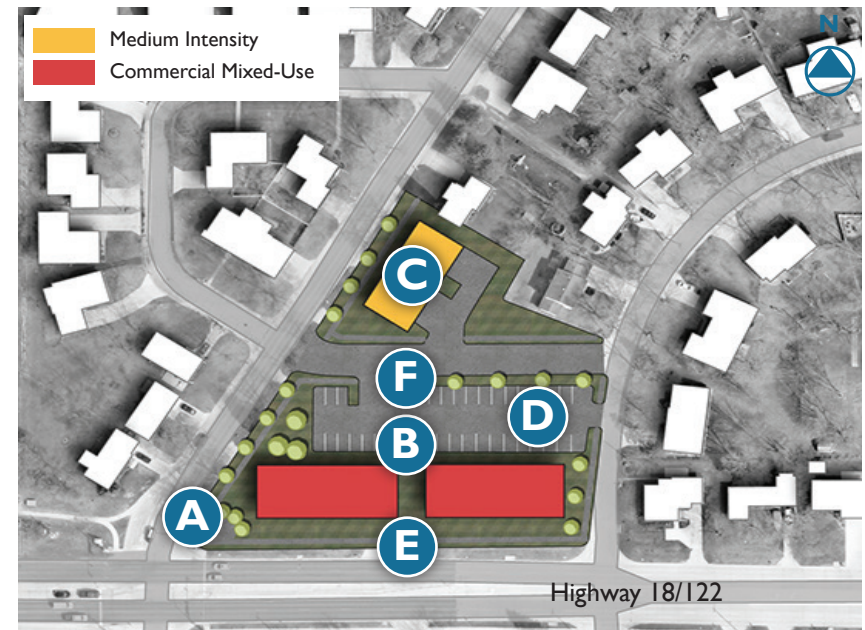 Medium Intensity
Commercial Mixed-Use
N
C
F
D
B
A
E
Highway 18/122